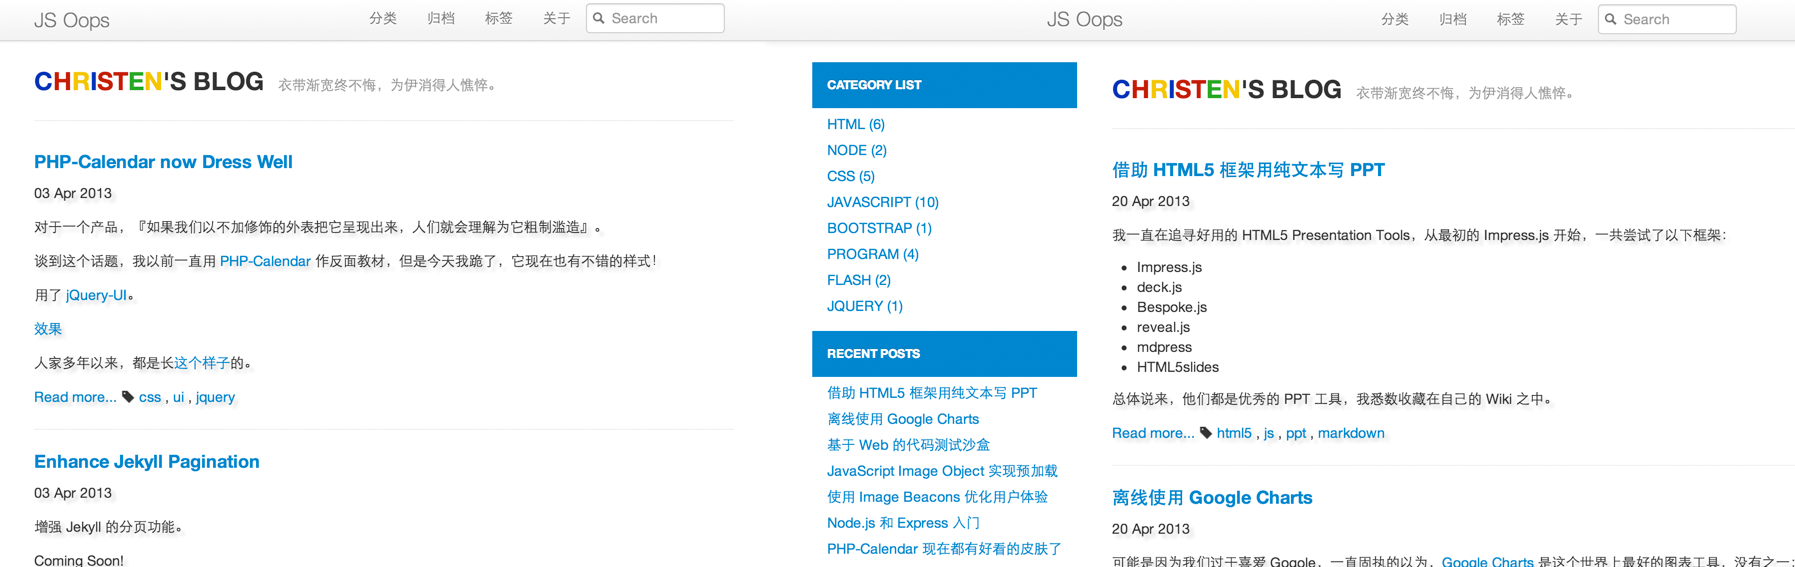 JS Oops 分类 归档 标签 关于 Search
CHRISTEN'S BLOG 衣带渐宽终不悔，为伊消得人憔悴。
PHP-Calendar now Dress Well
03 Apr 2013
对于一个产品，『如果我们以不加修饰的外表把它呈现出来，人们就会理解为它粗制滥造』。
谈到这个话题，我以前一直用 PHP-Calendar 作反面教材，但是今天我跪了，它现在也有不错的样式！
用了 jQuery-UI。
效果
人家多年以来，都是长这个样子的。
Read more... css , ui , jquery
Enhance Jekyll Pagination
03 Apr 2013
增强 Jekyll 的分页功能。
Coming Soon!
JS Oops 分类 归档 标签 关于 Search
CATEGORY LIST
HTML (6)
NODE (2)
CSS (5)
JAVASCRIPT (10)
BOOTSTRAP (1)
PROGRAM (4)
FLASH (2)
JQUERY (1)
RECENT POSTS
借助 HTML5 框架用纯文本写 PPT
离线使用 Google Charts
基于 Web 的代码测试沙盒
JavaScript Image Object 实现预加载
使用 Image Beacons 优化用户体验
Node.js 和 Express 入门
PHP-Calendar 现在都有好看的皮肤了
CHRISTEN'S BLOG 衣带渐宽终不悔，为伊消得人憔悴。
借助 HTML5 框架用纯文本写 PPT
20 Apr 2013
我一直在追寻好用的 HTML5 Presentation Tools，从最初的 Impress.js 开始，一共尝试了以下框架：
Impress.js
deck.js
Bespoke.js
reveal.js
mdpress
HTML5slides
总体说来，他们都是优秀的 PPT 工具，我悉数收藏在自己的 Wiki 之中。
Read more... html5 , js , ppt , markdown
离线使用 Google Charts
20 Apr 2013
可能是因为我们过于喜爱 Gogole，一直固执的以为，Google Charts 是这个世界上最好的图表工具，没有之一；